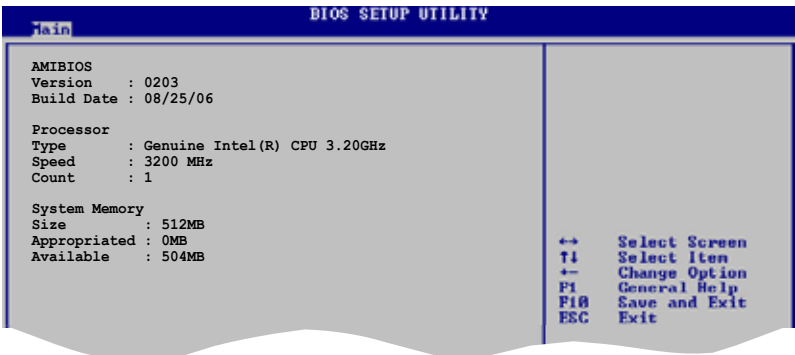 BIOS SETUP UTILITY
Main
AMIBIOS
Version : 0203
Build Date : 08/25/06
Processor
Type : Genuine Intel(R) CPU 3.20GHz
Speed : 3200 MHz
Count : 1
System Memory
Size : 512MB
Appropriated : 0MB
Available : 504MB
←→ Select Screen
↑↓ Select Item
+- Change Option
F1 General Help
F10 Save and Exit
ESC Exit